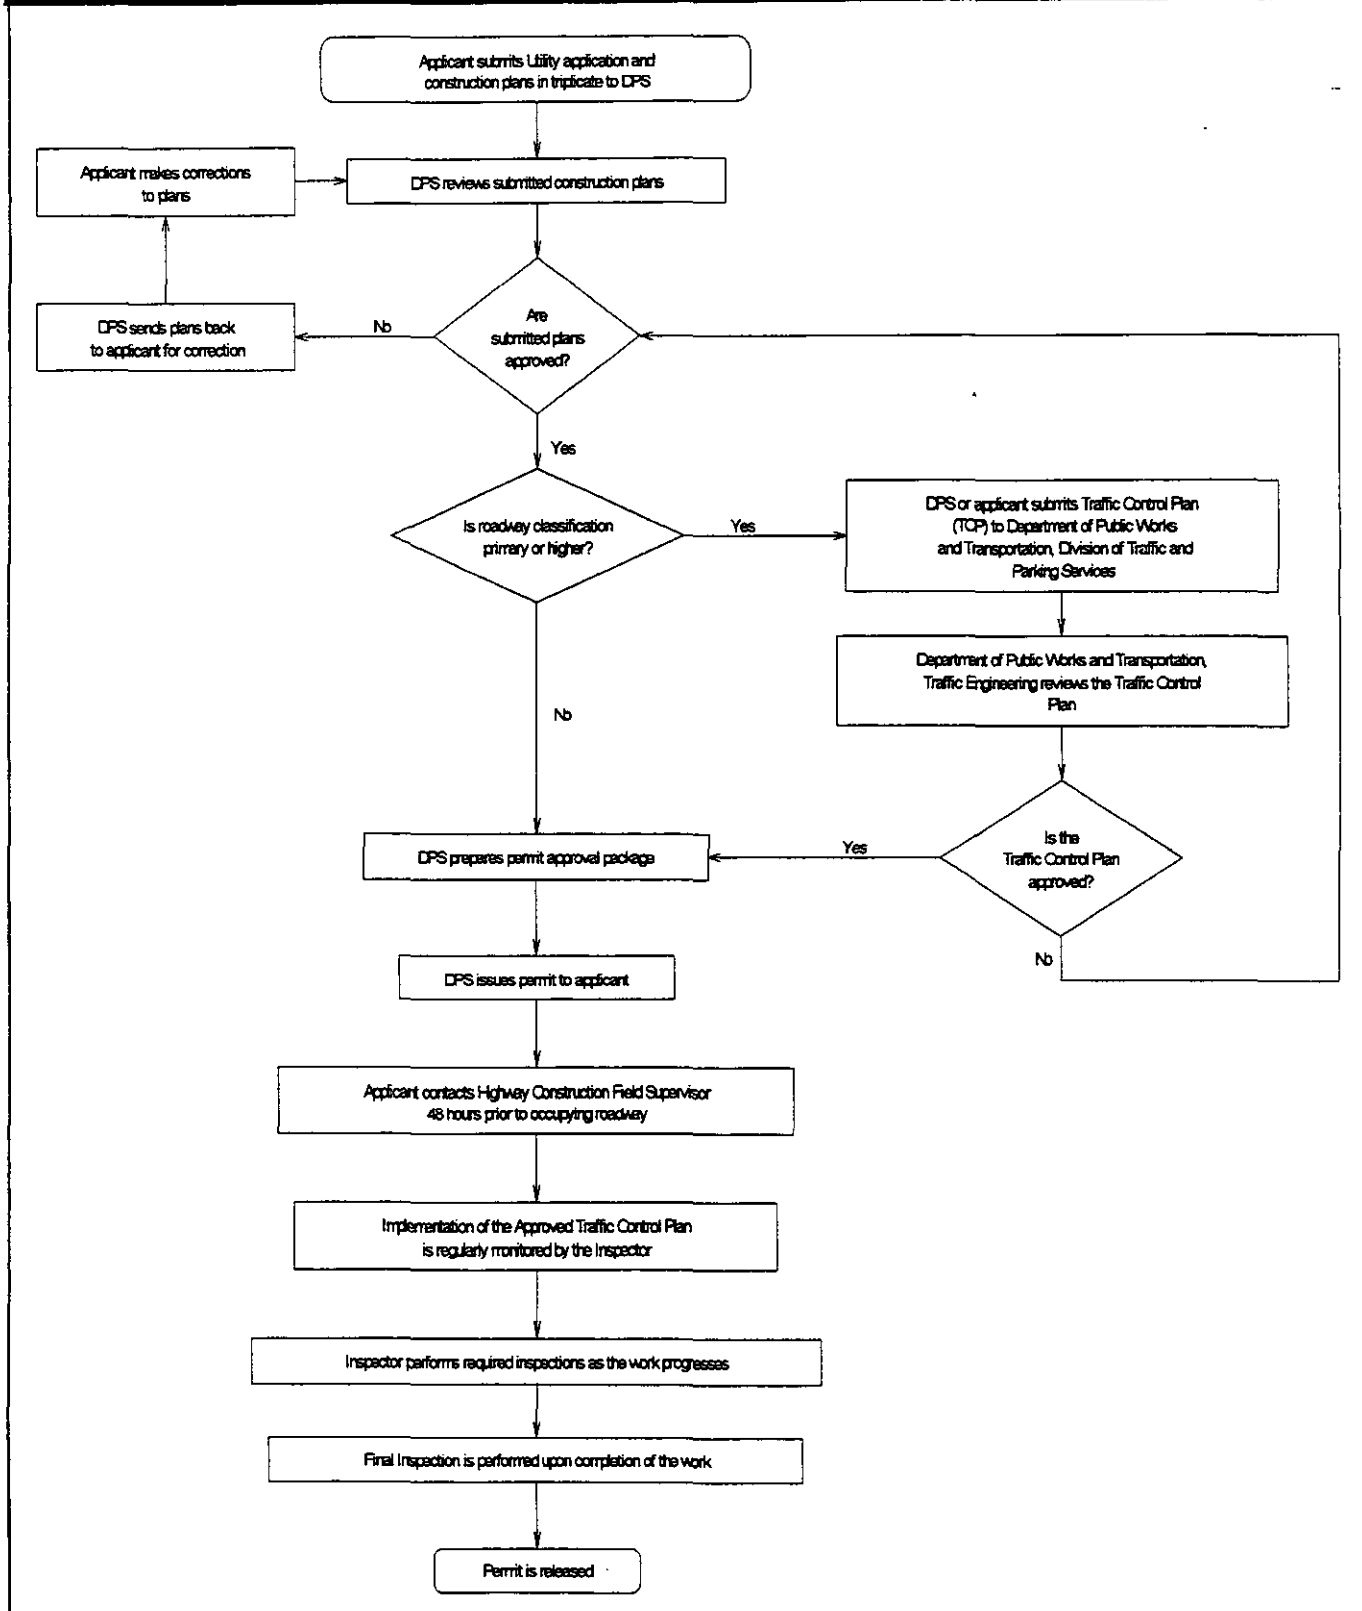 Applicant submits Utility application and
construction plans in triplicate to DPS
Applicant makes corrections
to plans
DPS reviews submitted construction plans
DPS sends plans back
to applicant for correction
No
Are
submitted plans
approved?
Yes
Is roadway classification
primary or higher?
Yes
DPS or applicant submits Traffic Control Plan
(TCP) to Department of Public Works
and Transportation, Division of Traffic and
Parking Services
Department of Public Works and Transportation,
Traffic Engineering reviews the Traffic Control
Plan
No
DPS prepares permit approval package
Yes
Is the
Traffic Control Plan
approved?
No
DPS issues permit to applicant
Applicant contacts Highway Construction Field Supervisor
48 hours prior to occupying roadway
Implementation of the Approved Traffic Control Plan
is regularly monitored by the Inspector
Inspector performs required inspections as the work progresses
Final Inspection is performed upon completion of the work
Permit is released